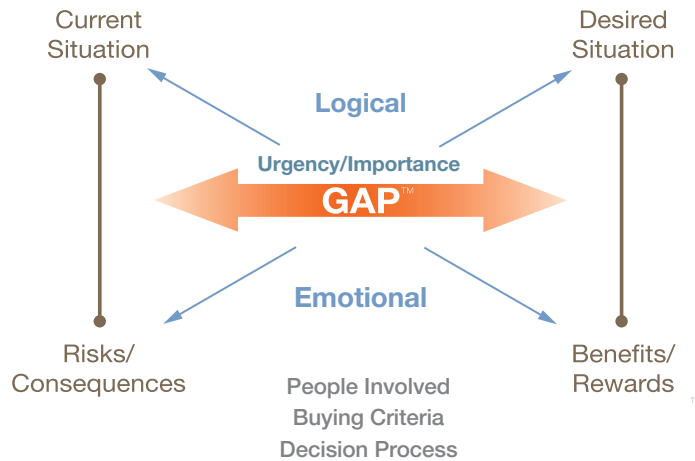 Current
Situation
Desired
Situation
Logical
Urgency/Importance
GAP™
Emotional
Risks/
Consequences
Benefits/
Rewards
People Involved
Buying Criteria
Decision Process
T